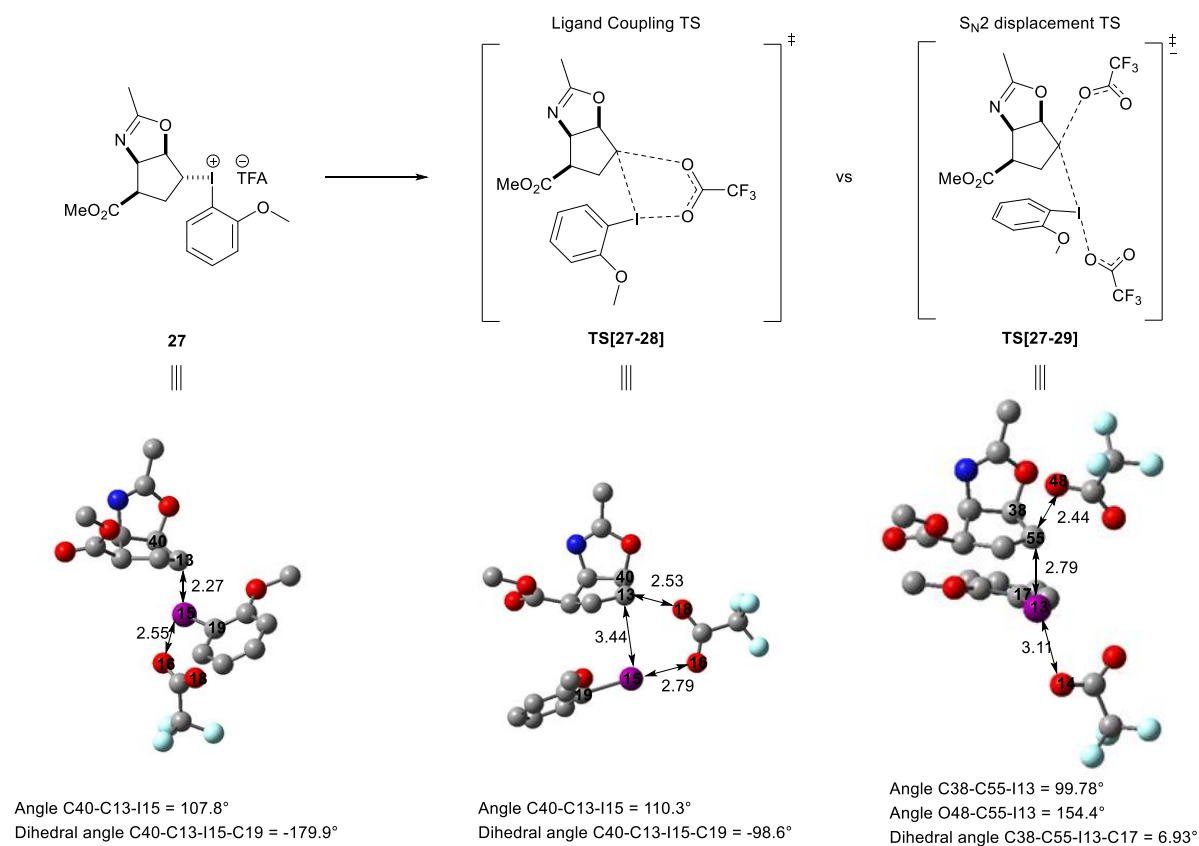 Ligand Coupling TS
SN2 displacement TS
‡
‡
–
N
O
⊕
⊖
I
TFA
MeO2C
O
N
O
MeO2C
O
O
CF3
I
O
vs
N
O
O
O
CF3
MeO2C
I
O
O
O
CF3
27
TS[27-28]
TS[27-29]
40
13
2.27
15
2.55
19
16
18
40
13
2.53
18
3.44
16
15
2.79
19
48
38
2.44
55
2.79
17
13
3.11
14
Angle C40-C13-I15 = 107.8°
Dihedral angle C40-C13-I15-C19 = -179.9°
Angle C40-C13-I15 = 110.3°
Dihedral angle C40-C13-I15-C19 = -98.6°
Angle C38-C55-I13 = 99.78°
Angle O48-C55-I13 = 154.4°
Dihedral angle C38-C55-I13-C17 = 6.93°